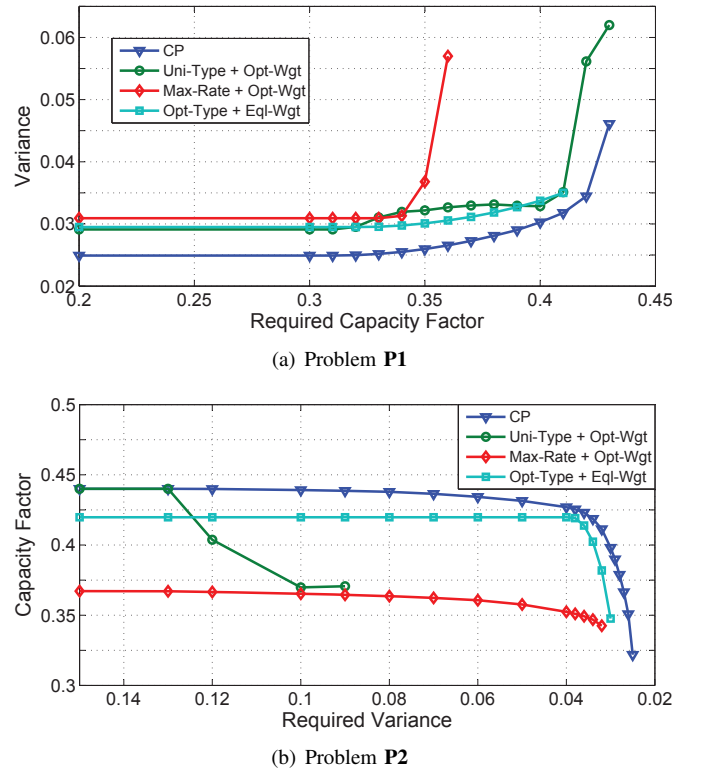 0.06
0.05
0.04
0.03
0.02
Variance
CP
Uni-Type + Opt-Wgt
Max-Rate + Opt-Wgt
Opt-Type + Eql-Wgt
0.2
0.25
0.3
0.35
0.4
0.45
Required Capacity Factor
(a) Problem P1
0.5
0.45
0.4
0.35
0.3
Capacity Factor
CP
Uni-Type + Opt-Wgt
Max-Rate + Opt-Wgt
Opt-Type + Eql-Wgt
0.14
0.12
0.1
0.08
0.06
0.04
0.02
Required Variance
(b) Problem P2